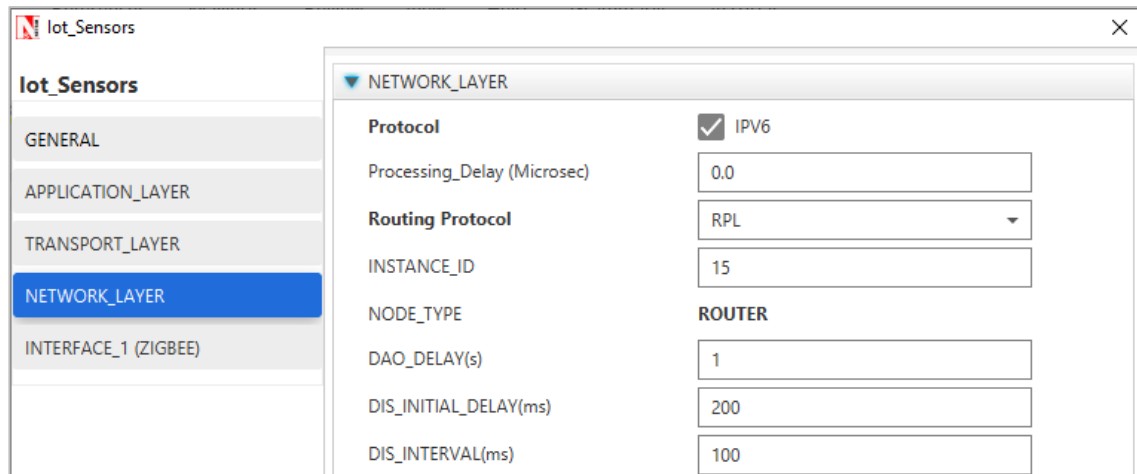 Iot_Sensors
Iot_Sensors
GENERAL
APPLICATION_LAYER
TRANSPORT_LAYER
NETWORK_LAYER
INTERFACE_1 (ZIGBEE)
NETWORK_LAYER
Protocol IPV6
Processing_Delay (Microsec) 0.0
Routing Protocol RPL
INSTANCE_ID 15
NODE_TYPE ROUTER
DAO_DELAY(s) 1
DIS_INITIAL_DELAY(ms) 200
DIS_INTERVAL(ms) 100